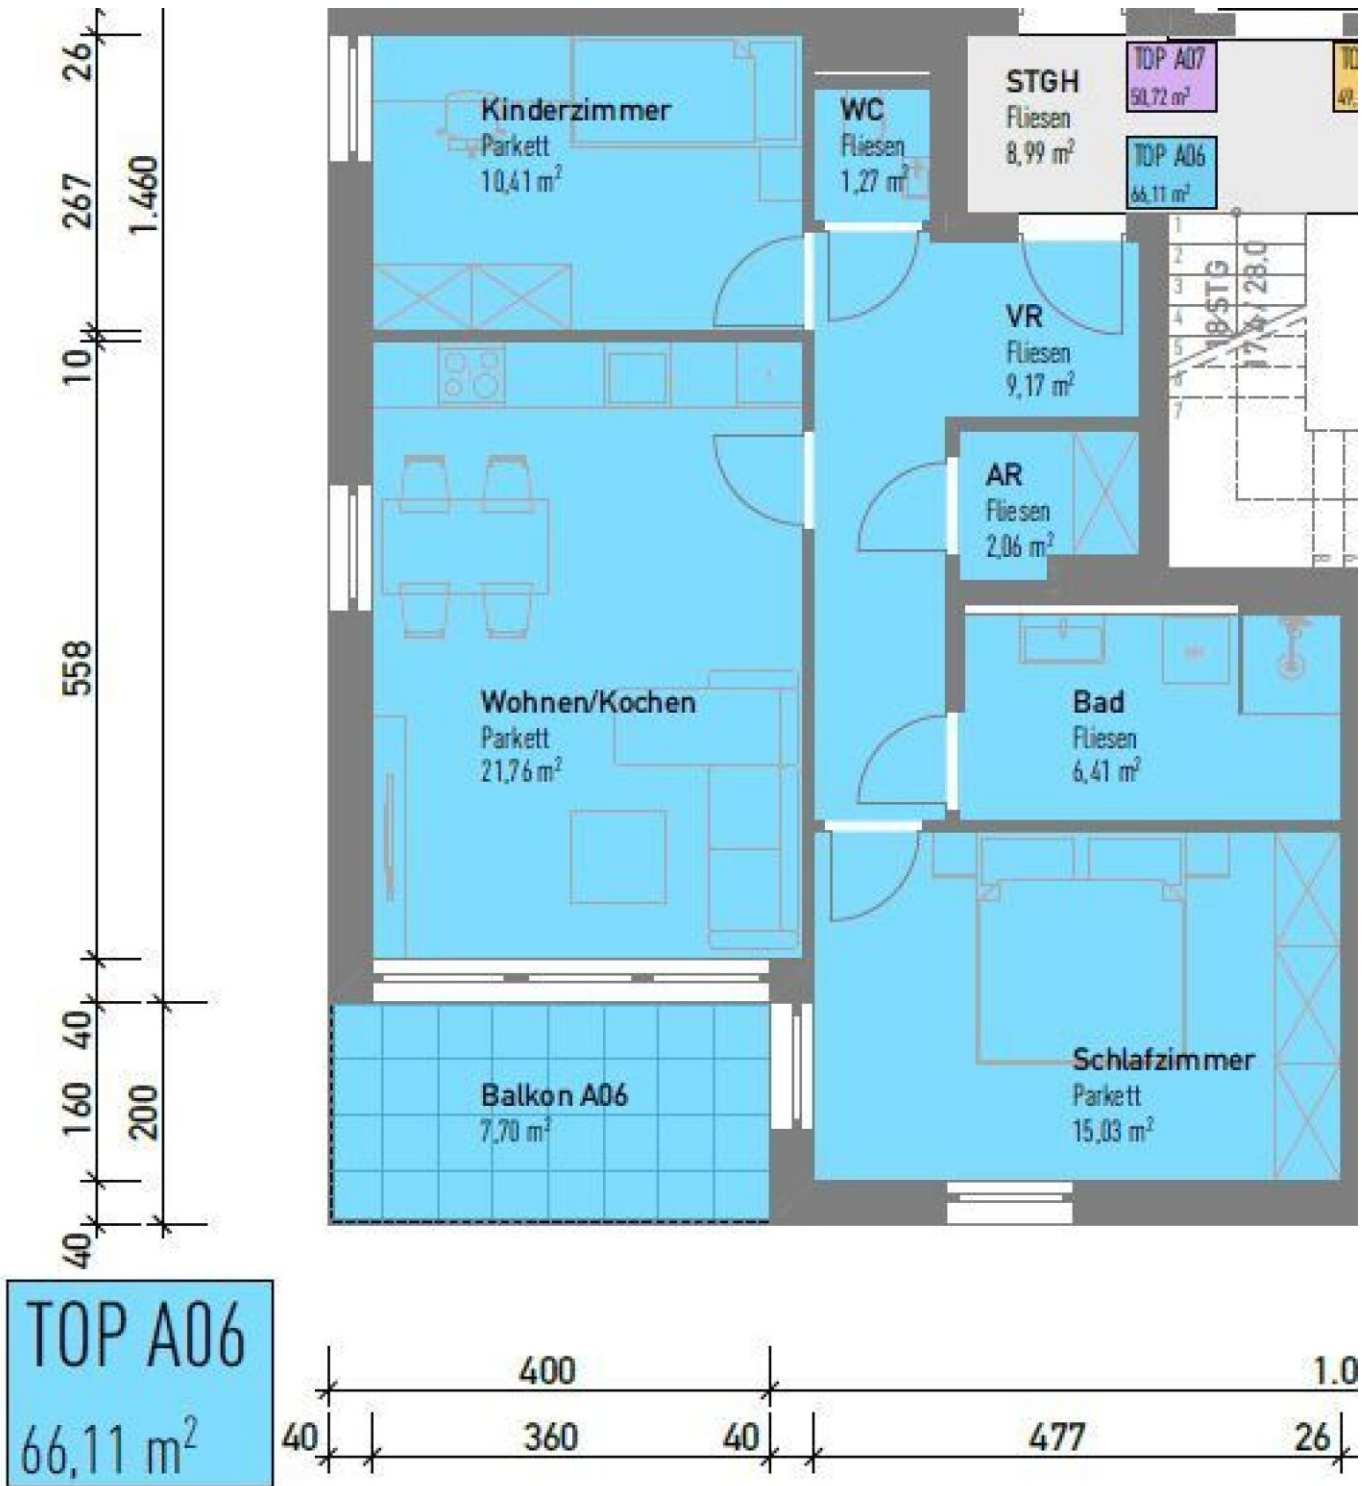 Kinderzimmer
Parkett
10,41 m²
WC
Fliesen
1,27 m²
STGH
Fliesen
8,99 m²
TOP A07
50,72 m²
TOP A06
66,11 m²
VR
Fliesen
9,17 m²
1
2
3
4
5
6
7
18 STG
AR
Fliesen
2,06 m²
Wohnen/Kochen
Parkett
21,76 m²
Bad
Fliesen
6,41 m²
Balkon A06
7,70 m²
Schlafzimmer
Parkett
15,03 m²
26
267
1.460
10
558
40
160
200
40
TOP A06
66,11 m²
400
1.0
40
360
40
477
26